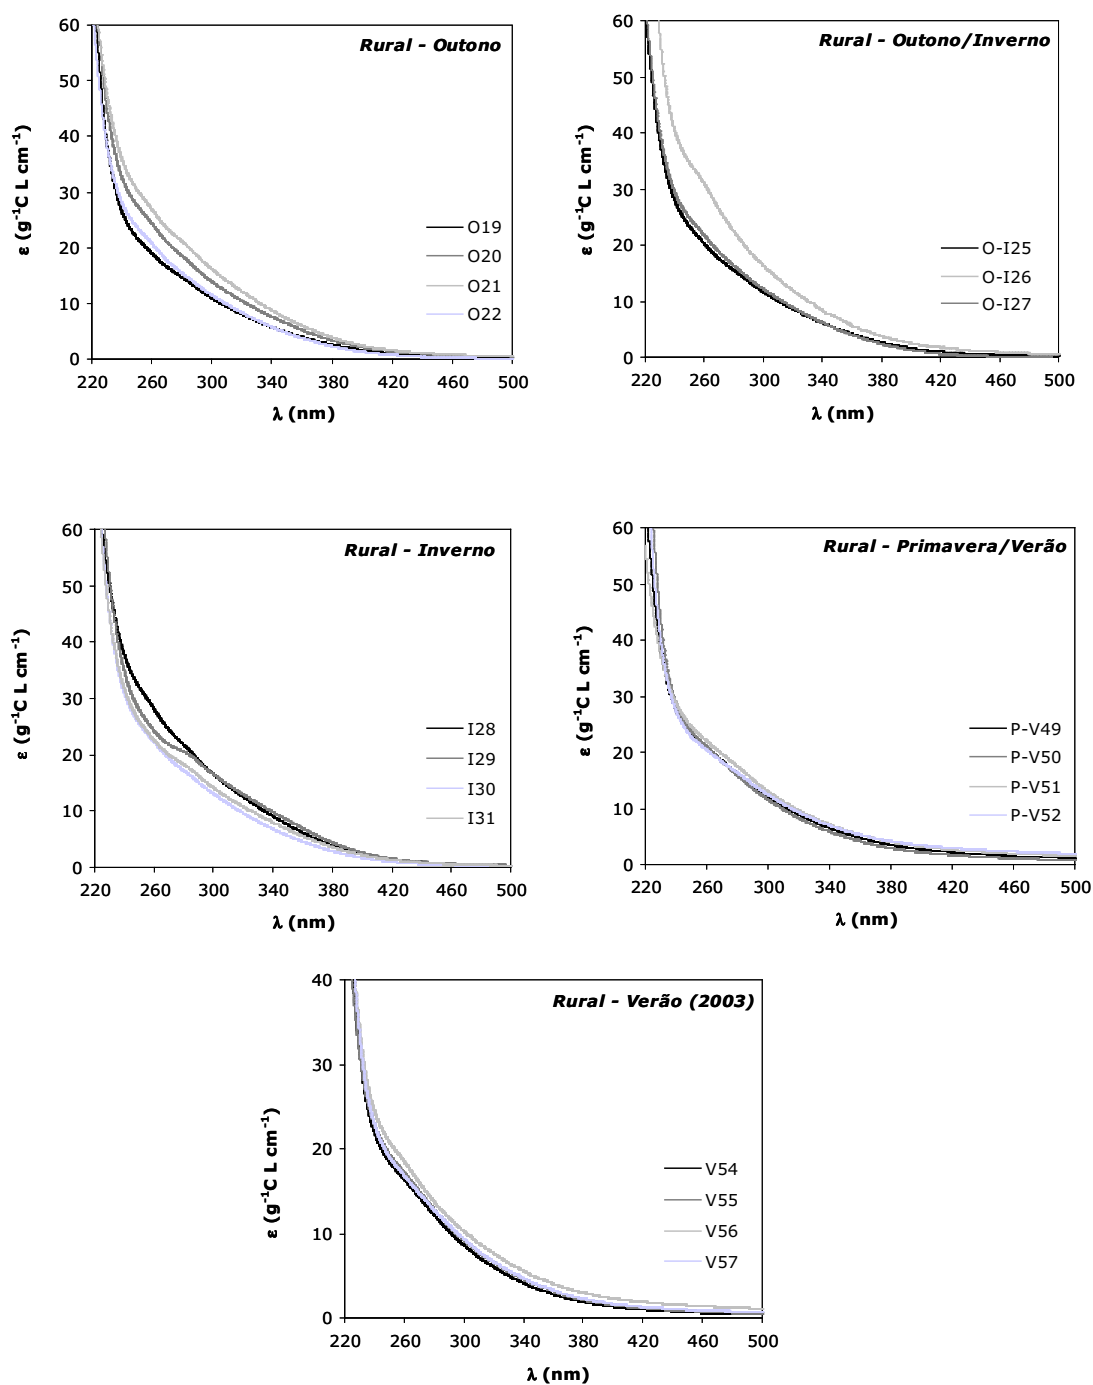 Rural - Outono
60
50
40
30
20
10
0
ε (g⁻¹C L cm⁻¹)
O19
O20
O21
O22
220 260 300 340 380 420 460 500
λ (nm)
Rural - Outono/Inverno
60
50
40
30
20
10
0
ε (g⁻¹C L cm⁻¹)
O-I25
O-I26
O-I27
220 260 300 340 380 420 460 500
λ (nm)
Rural - Inverno
60
50
40
30
20
10
0
ε (g⁻¹C L cm⁻¹)
I28
I29
I30
I31
220 260 300 340 380 420 460 500
λ (nm)
Rural - Primavera/Verão
60
50
40
30
20
10
0
ε (g⁻¹C L cm⁻¹)
P-V49
P-V50
P-V51
P-V52
220 260 300 340 380 420 460 500
λ (nm)
Rural - Verão (2003)
40
30
20
10
0
ε (g⁻¹C L cm⁻¹)
V54
V55
V56
V57
220 260 300 340 380 420 460 500
λ (nm)